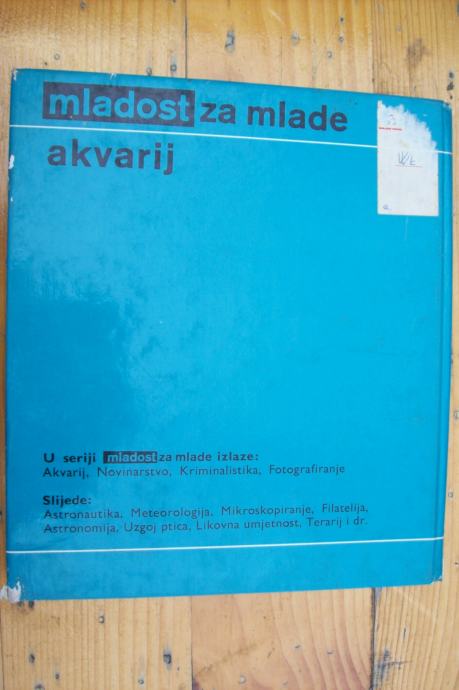 mladost za mlade
akvarij
U seriji mladost za mlade izlaze:
Akvarij, Novinarstvo, Kriminalistika, Fotografiranje
Slijede:
Astronautika, Meteorologija, Mikroskopiranje, Filatelija,
Astronomija, Uzgoj ptica, Likovna umjetnost, Terarij i dr.